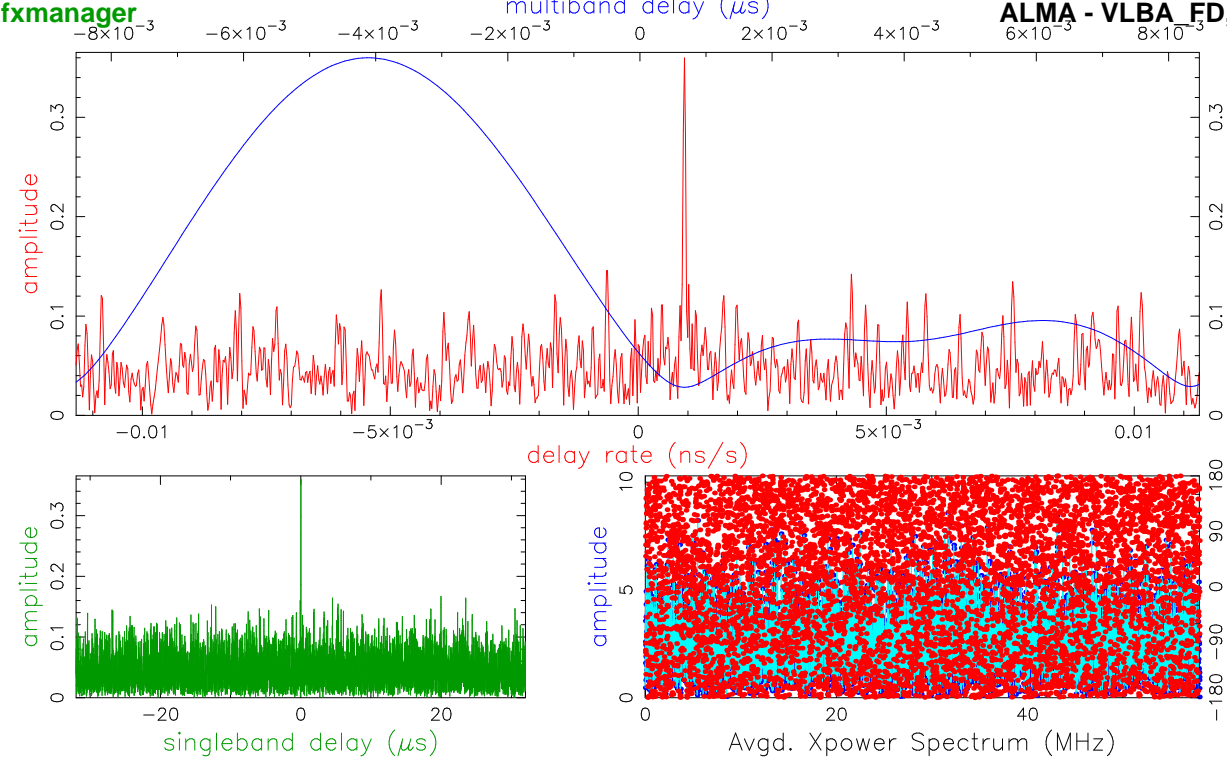 fxmanager
multiband delay (μs)
ALMA - VLBA_FD
−8×10⁻³ −6×10⁻³ −4×10⁻³ −2×10⁻³ 0 2×10⁻³ 4×10⁻³ 6×10⁻³ 8×10⁻³
amplitude
0 0.1 0.2 0.3
0 0.1 0.2 0.3
−0.01 −5×10⁻³ 0 5×10⁻³ 0.01
delay rate (ns/s)
amplitude
0 0.1 0.2 0.3
−20 0 20
singleband delay (μs)
amplitude
0 5 10
−180 −90 0 90 180
0 20 40
Avgd. Xpower Spectrum (MHz)